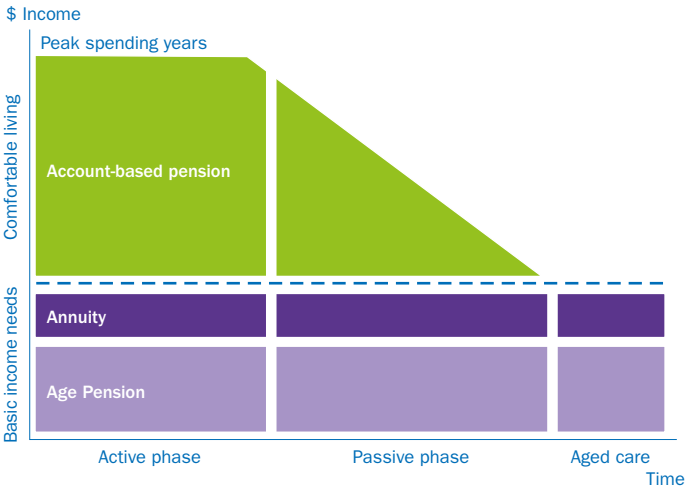 $ Income
Peak spending years
Comfortable living
Account-based pension
Basic income needs
Annuity
Age Pension
Active phase
Passive phase
Aged care
Time